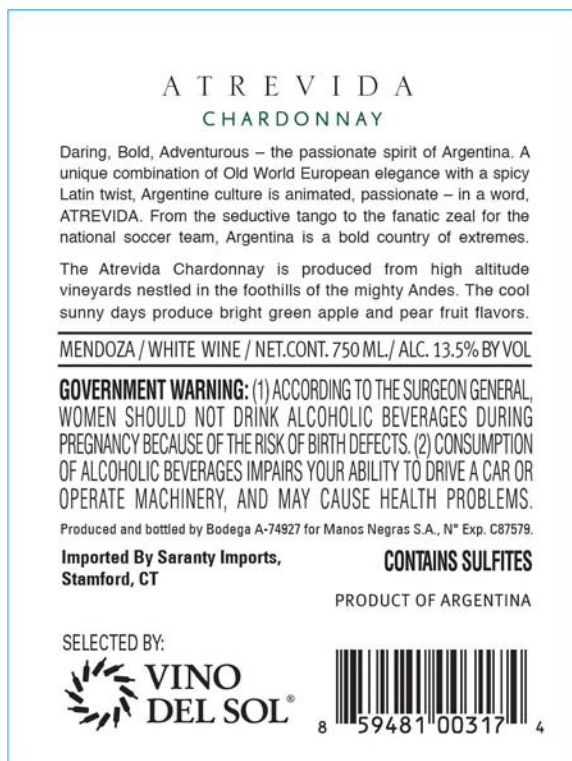 ATREVIDA
CHARDONNAY
Daring, Bold, Adventurous – the passionate spirit of Argentina. A
unique combination of Old World European elegance with a spicy
Latin twist, Argentine culture is animated, passionate – in a word,
ATREVIDA. From the seductive tango to the fanatic zeal for the
national soccer team, Argentina is a bold country of extremes.
The Atrevida Chardonnay is produced from high altitude
vineyards nestled in the foothills of the mighty Andes. The cool
sunny days produce bright green apple and pear fruit flavors.
MENDOZA / WHITE WINE / NET.CONT. 750 ML./ ALC. 13.5% BY VOL
GOVERNMENT WARNING: (1) ACCORDING TO THE SURGEON GENERAL,
WOMEN SHOULD NOT DRINK ALCOHOLIC BEVERAGES DURING
PREGNANCY BECAUSE OF THE RISK OF BIRTH DEFECTS. (2) CONSUMPTION
OF ALCOHOLIC BEVERAGES IMPAIRS YOUR ABILITY TO DRIVE A CAR OR
OPERATE MACHINERY, AND MAY CAUSE HEALTH PROBLEMS.
Produced and bottled by Bodega A-74927 for Manos Negras S.A., N° Exp. C87579.
Imported By Saranty Imports,
Stamford, CT
CONTAINS SULFITES
PRODUCT OF ARGENTINA
SELECTED BY:
VINO
DEL SOL®
8 59481 00317 4